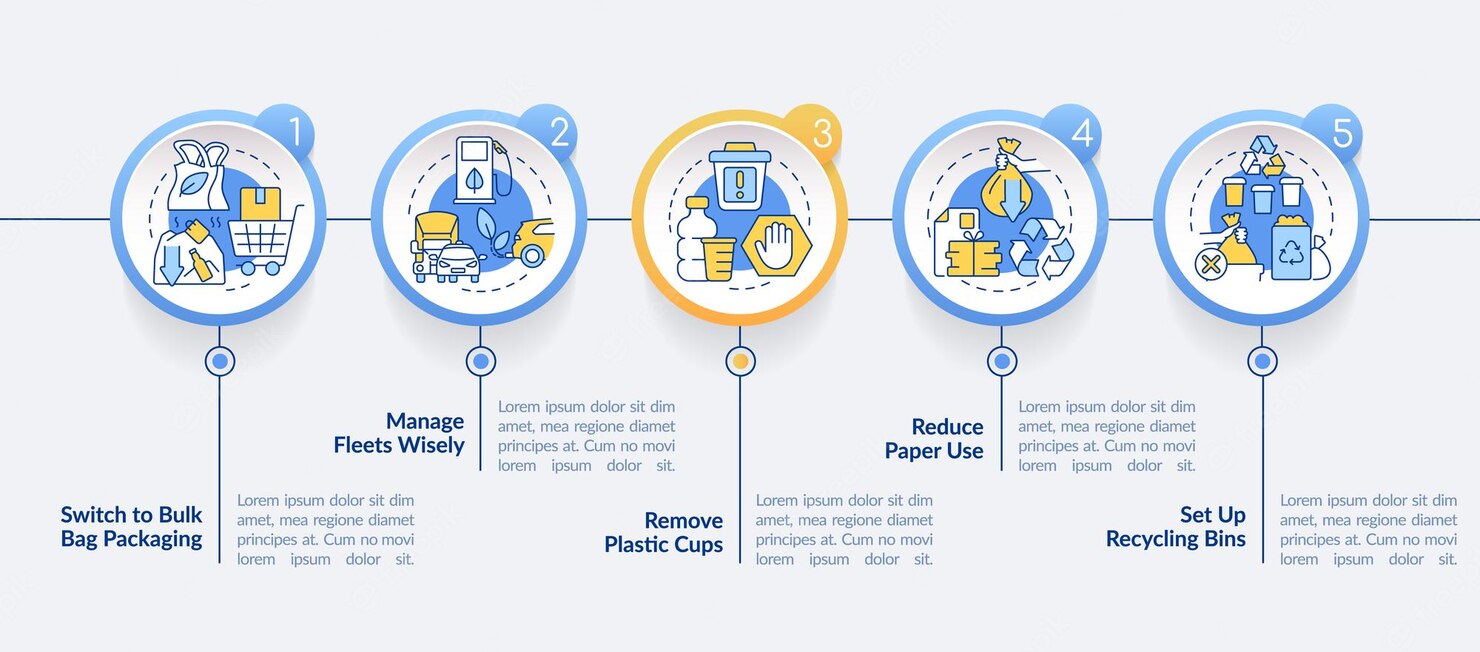 1
Switch to Bulk
Bag Packaging
Lorem ipsum dolor sit dim
amet, mea regione diamet
principes at. Cum no movi
lorem ipsum dolor sit.
2
Manage
Fleets Wisely
Lorem ipsum dolor sit dim
amet, mea regione diamet
principes at. Cum no movi
lorem ipsum dolor sit.
3
Remove
Plastic Cups
Lorem ipsum dolor sit dim
amet, mea regione diamet
principes at. Cum no movi
lorem ipsum dolor sit.
4
Reduce
Paper Use
Lorem ipsum dolor sit dim
amet, mea regione diamet
principes at. Cum no movi
lorem ipsum dolor sit.
5
Set Up
Recycling Bins
Lorem ipsum dolor sit dim
amet, mea regione diamet
principes at. Cum no movi
lorem ipsum dolor sit.